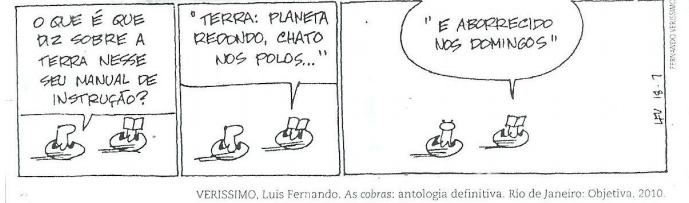 O QUE É QUE
DIZ SOBRE A
TERRA NESSE
SEU MANUAL DE
INSTRUÇÃO?
"TERRA: PLANETA
REDONDO, CHATO
NOS POLOS..."
"E ABORRECIDO
NOS DOMINGOS"
FERNANDO VERISSIMO
LFV 18-7
VERISSIMO, Luis Fernando. As cobras: antologia definitiva. Rio de Janeiro: Objetiva, 2010.